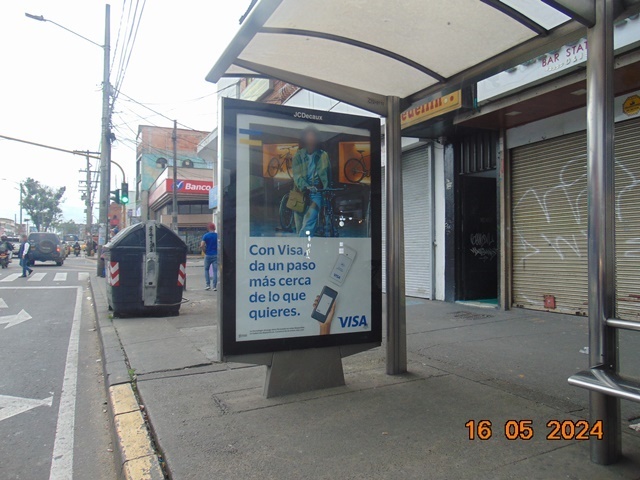 JCDecaux
BAR STA
Banco
Con Visa,
da un paso
más cerca
de lo que
quieres.
VISA
16 05 2024